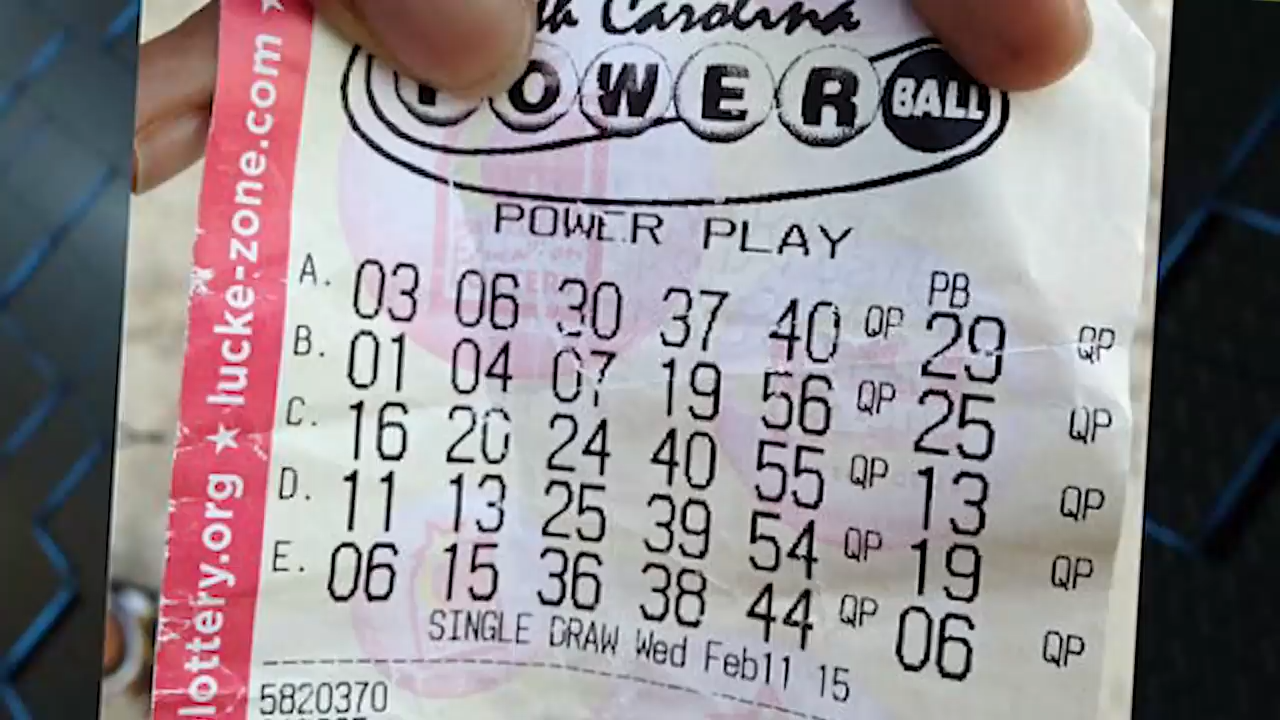 Carolina
POWER BALL
POWER PLAY
PB
A. 03 06 30 37 40 QP 29 QP
B. 01 04 07 19 56 QP 25 QP
C. 16 20 24 40 55 QP 13 QP
D. 11 13 25 39 54 QP 19 QP
E. 06 15 36 38 44 QP 06 QP
SINGLE DRAW Wed Feb11 15
5820370
lottery.org ★ lucke-zone.com ★